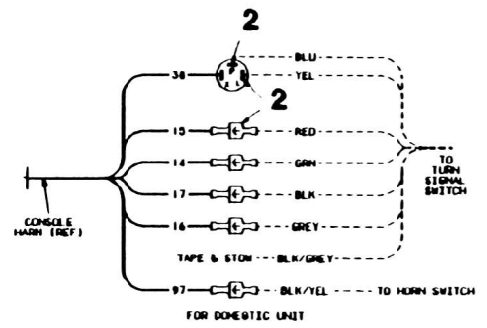 2
BLU
38
YEL
2
15
RED
14
GRN
TO
TURN
SIGNAL
SWITCH
17
BLK
CONSOLE
HARN (REF)
16
GREY
TAPE & STOW
BLK/GREY
97
BLK/YEL
TO HORN SWITCH
FOR DOMESTIC UNIT